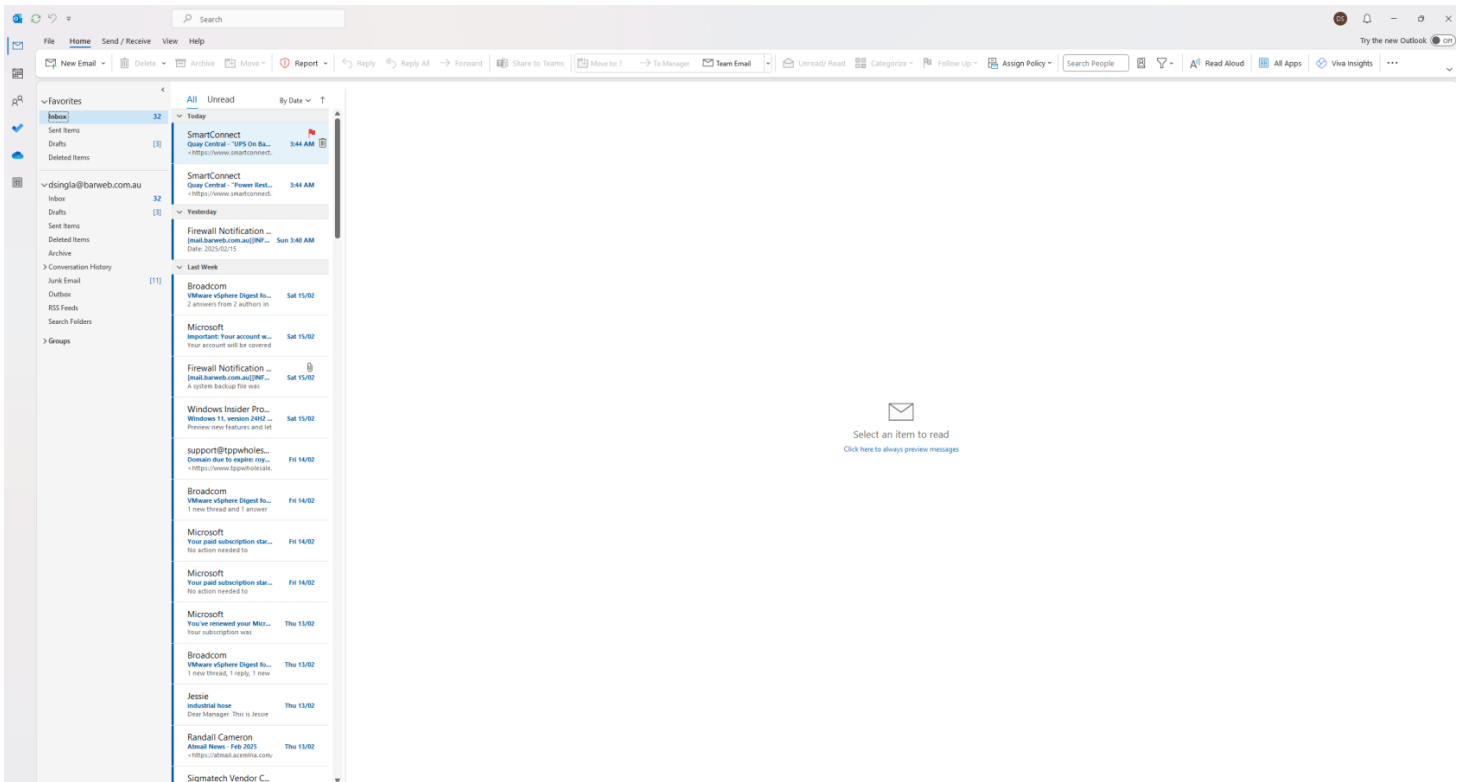 Search
DS
File Home Send / Receive View Help
Try the new Outlook Off
New Email Delete Archive Move Report Reply Reply All Forward Share to Teams Move to: ? To Manager Team Email Unread/ Read Categorize Follow Up Assign Policy Search People Read Aloud All Apps Viva Insights
Favorites
Inbox 32
Sent Items
Drafts [3]
Deleted Items
dsingla@barweb.com.au
Inbox 32
Drafts [3]
Sent Items
Deleted Items
Archive
Conversation History
Junk Email [11]
Outbox
RSS Feeds
Search Folders
Groups
All Unread By Date
Today
SmartConnect
Quay Central - "UPS On Ba... 3:44 AM
<https://www.smartconnect.
SmartConnect
Quay Central - "Power Rest... 3:44 AM
<https://www.smartconnect.
Yesterday
Firewall Notification ...
[mail.barweb.com.au][INF... Sun 3:40 AM
Date: 2025/02/15
Last Week
Broadcom
VMware vSphere Digest fo... Sat 15/02
2 answers from 2 authors in
Microsoft
Important: Your account w... Sat 15/02
Your account will be covered
Firewall Notification ...
[mail.barweb.com.au][INF... Sat 15/02
A system backup file was
Windows Insider Pro...
Windows 11, version 24H2 ... Sat 15/02
Preview new features and let
support@tppwholes...
Domain due to expire: roy... Fri 14/02
<https://www.tppwholesale.
Broadcom
VMware vSphere Digest fo... Fri 14/02
1 new thread and 1 answer
Microsoft
Your paid subscription star... Fri 14/02
No action needed to
Microsoft
Your paid subscription star... Fri 14/02
No action needed to
Microsoft
You've renewed your Micr... Thu 13/02
Your subscription was
Broadcom
VMware vSphere Digest fo... Thu 13/02
1 new thread, 1 reply, 1 new
Jessie
industrial hose Thu 13/02
Dear Manager This is Jessie
Randall Cameron
Atmail News - Feb 2025 Thu 13/02
<https://atmail.acemlna.com/
Sigmatech Vendor C...
Select an item to read
Click here to always preview messages